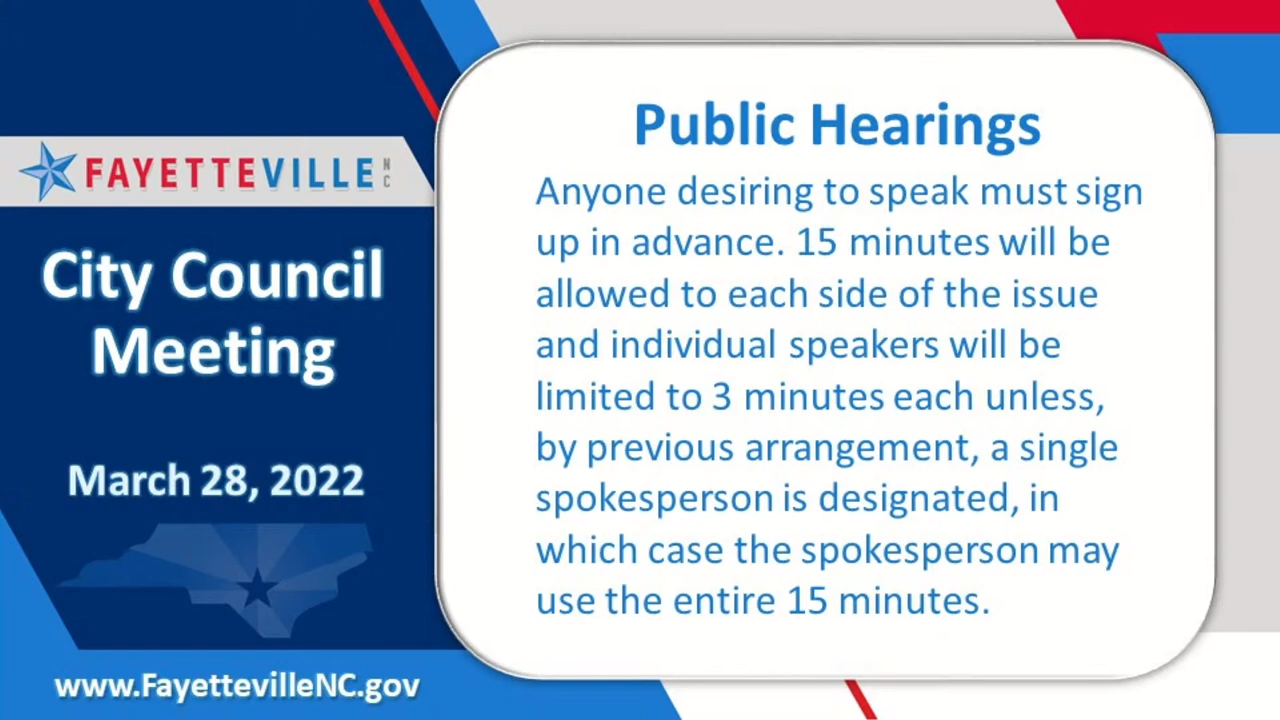 FAYETTEVILLE NC
City Council
Meeting
March 28, 2022
www.FayettevilleNC.gov
Public Hearings
Anyone desiring to speak must sign
up in advance. 15 minutes will be
allowed to each side of the issue
and individual speakers will be
limited to 3 minutes each unless,
by previous arrangement, a single
spokesperson is designated, in
which case the spokesperson may
use the entire 15 minutes.